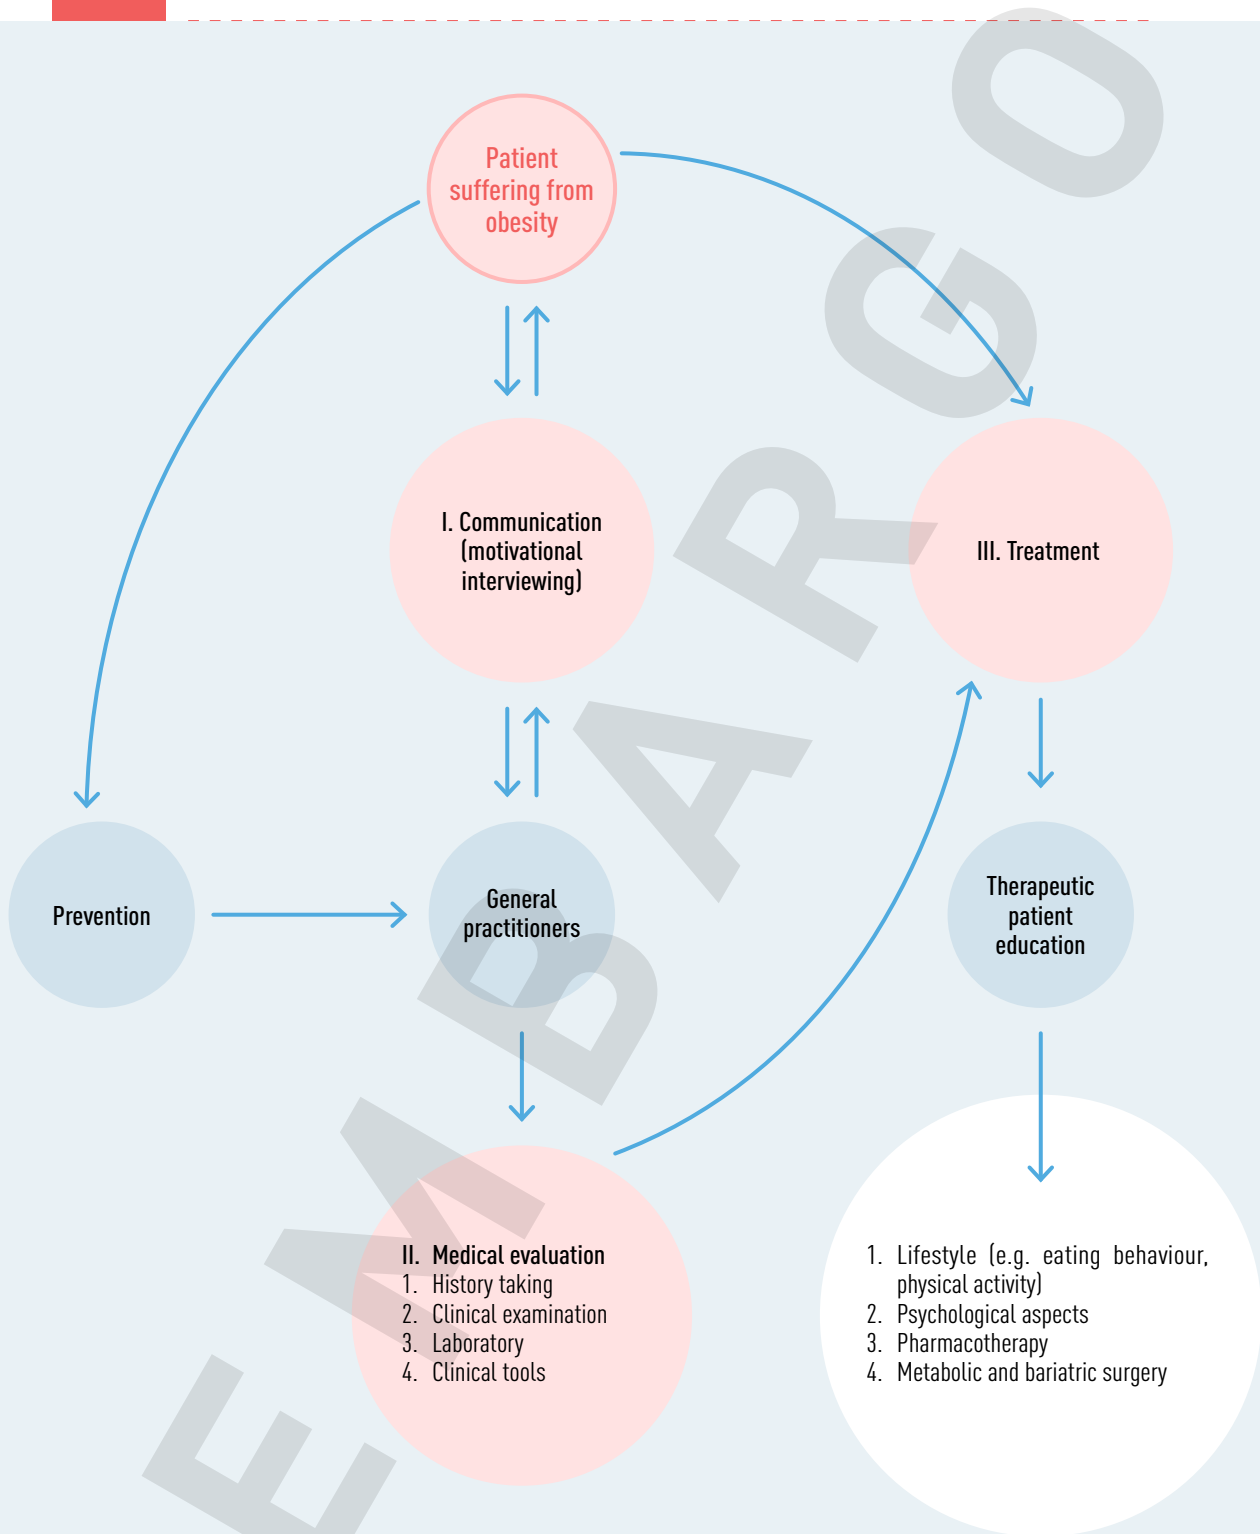 Patient
suffering from
obesity
I. Communication
(motivational
interviewing)
III. Treatment
Prevention
General
practitioners
Therapeutic
patient
education
II. Medical evaluation
1. History taking
2. Clinical examination
3. Laboratory
4. Clinical tools
1. Lifestyle (e.g. eating behaviour,
physical activity)
2. Psychological aspects
3. Pharmacotherapy
4. Metabolic and bariatric surgery
EMBARGO